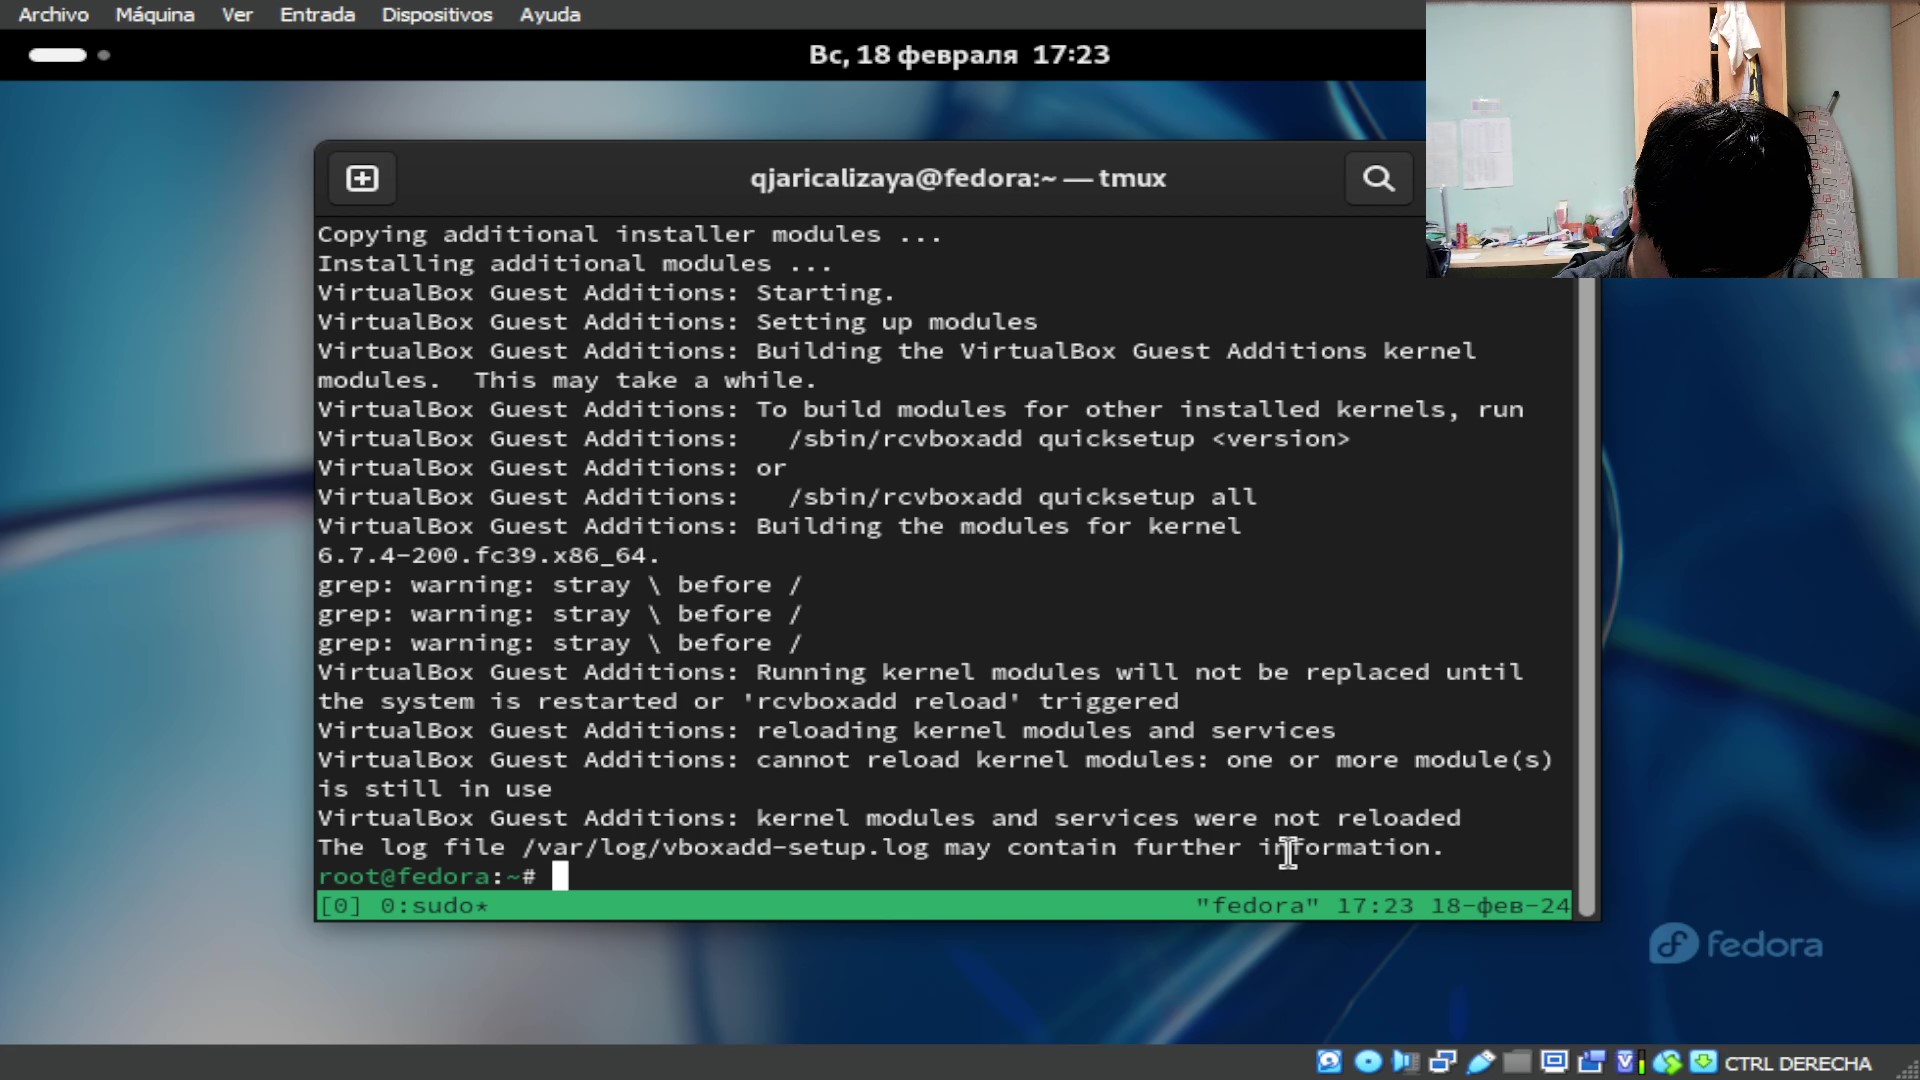 Archivo Máquina Ver Entrada Dispositivos Ayuda
Вс, 18 февраля 17:23
qjaricalizaya@fedora:~ — tmux
Copying additional installer modules ...
Installing additional modules ...
VirtualBox Guest Additions: Starting.
VirtualBox Guest Additions: Setting up modules
VirtualBox Guest Additions: Building the VirtualBox Guest Additions kernel
modules.  This may take a while.
VirtualBox Guest Additions: To build modules for other installed kernels, run
VirtualBox Guest Additions:   /sbin/rcvboxadd quicksetup <version>
VirtualBox Guest Additions: or
VirtualBox Guest Additions:   /sbin/rcvboxadd quicksetup all
VirtualBox Guest Additions: Building the modules for kernel
6.7.4-200.fc39.x86_64.
grep: warning: stray \ before /
grep: warning: stray \ before /
grep: warning: stray \ before /
VirtualBox Guest Additions: Running kernel modules will not be replaced until
the system is restarted or 'rcvboxadd reload' triggered
VirtualBox Guest Additions: reloading kernel modules and services
VirtualBox Guest Additions: cannot reload kernel modules: one or more module(s)
is still in use
VirtualBox Guest Additions: kernel modules and services were not reloaded
The log file /var/log/vboxadd-setup.log may contain further information.
root@fedora:~#
[0] 0:sudo* "fedora" 17:23 18-фев-24
fedora
CTRL DERECHA